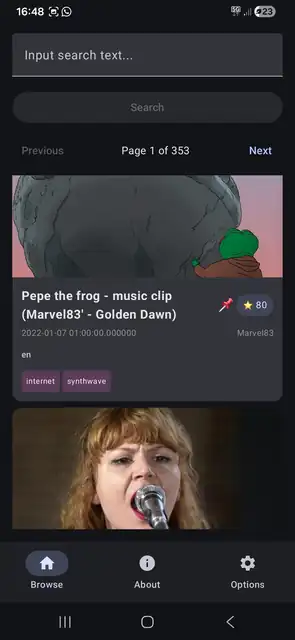 16:48
5G
23
Input search text...
Search
Previous
Page 1 of 353
Next
Pepe the frog - music clip
(Marvel83' - Golden Dawn)
80
2022-01-07 01:00:00.000000
Marvel83
en
internet
synthwave
Browse
About
Options